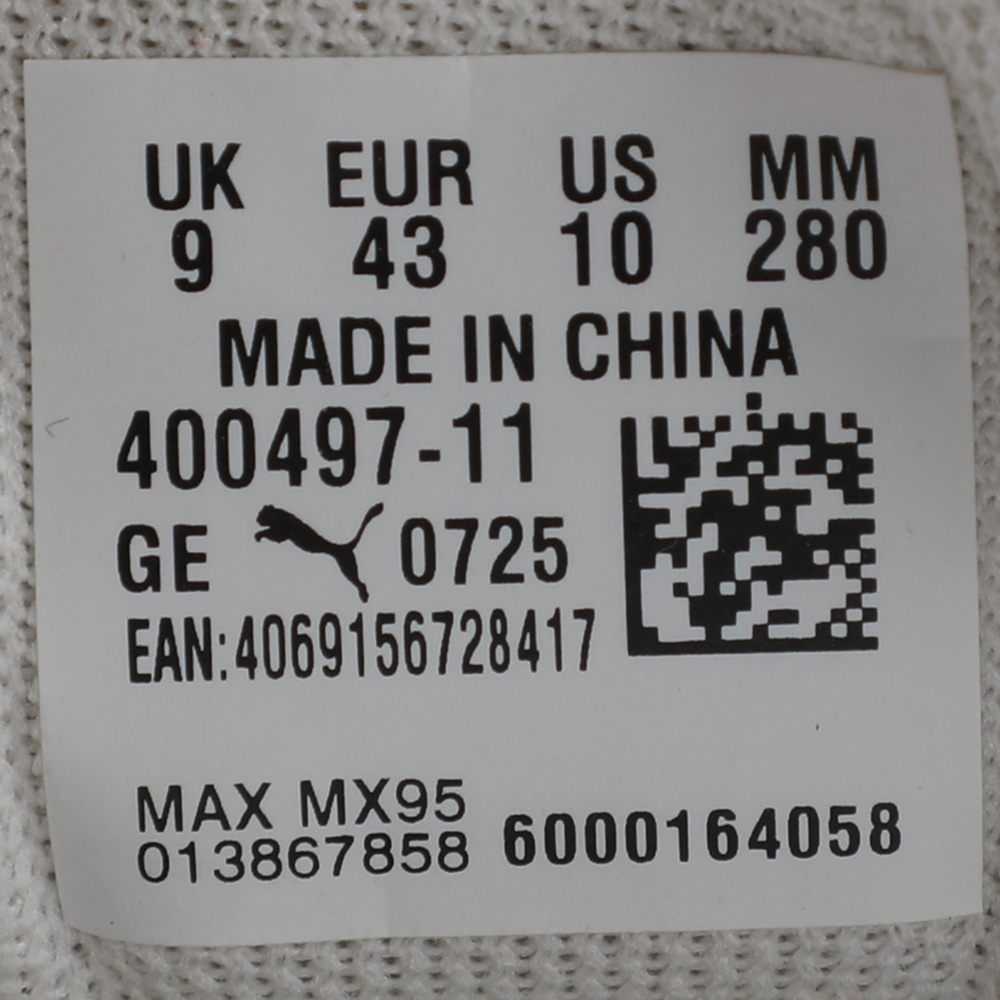 UK EUR US MM
9 43 10 280
MADE IN CHINA
400497-11
GE 0725
EAN:4069156728417
MAX MX95
013867858 6000164058